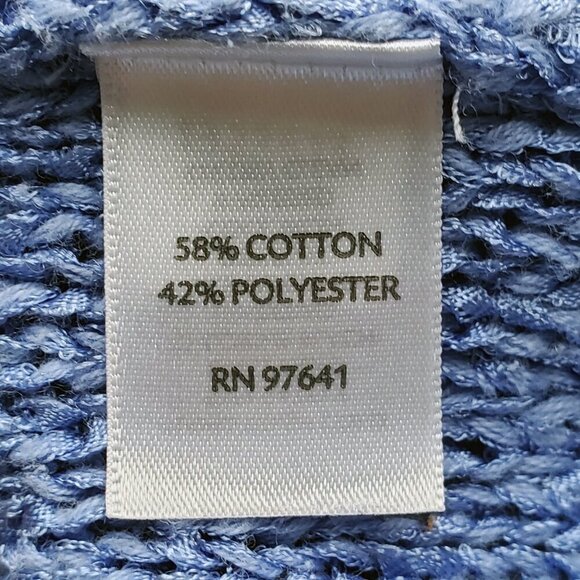 58% COTTON
42% POLYESTER
RN 97641